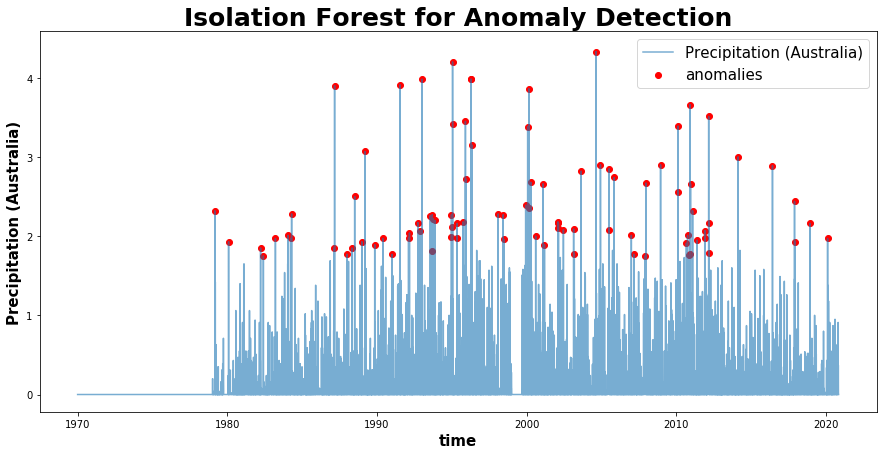 Isolation Forest for Anomaly Detection
Precipitation (Australia)
anomalies
Precipitation (Australia)
4
3
2
1
0
1970 1980 1990 2000 2010 2020
time